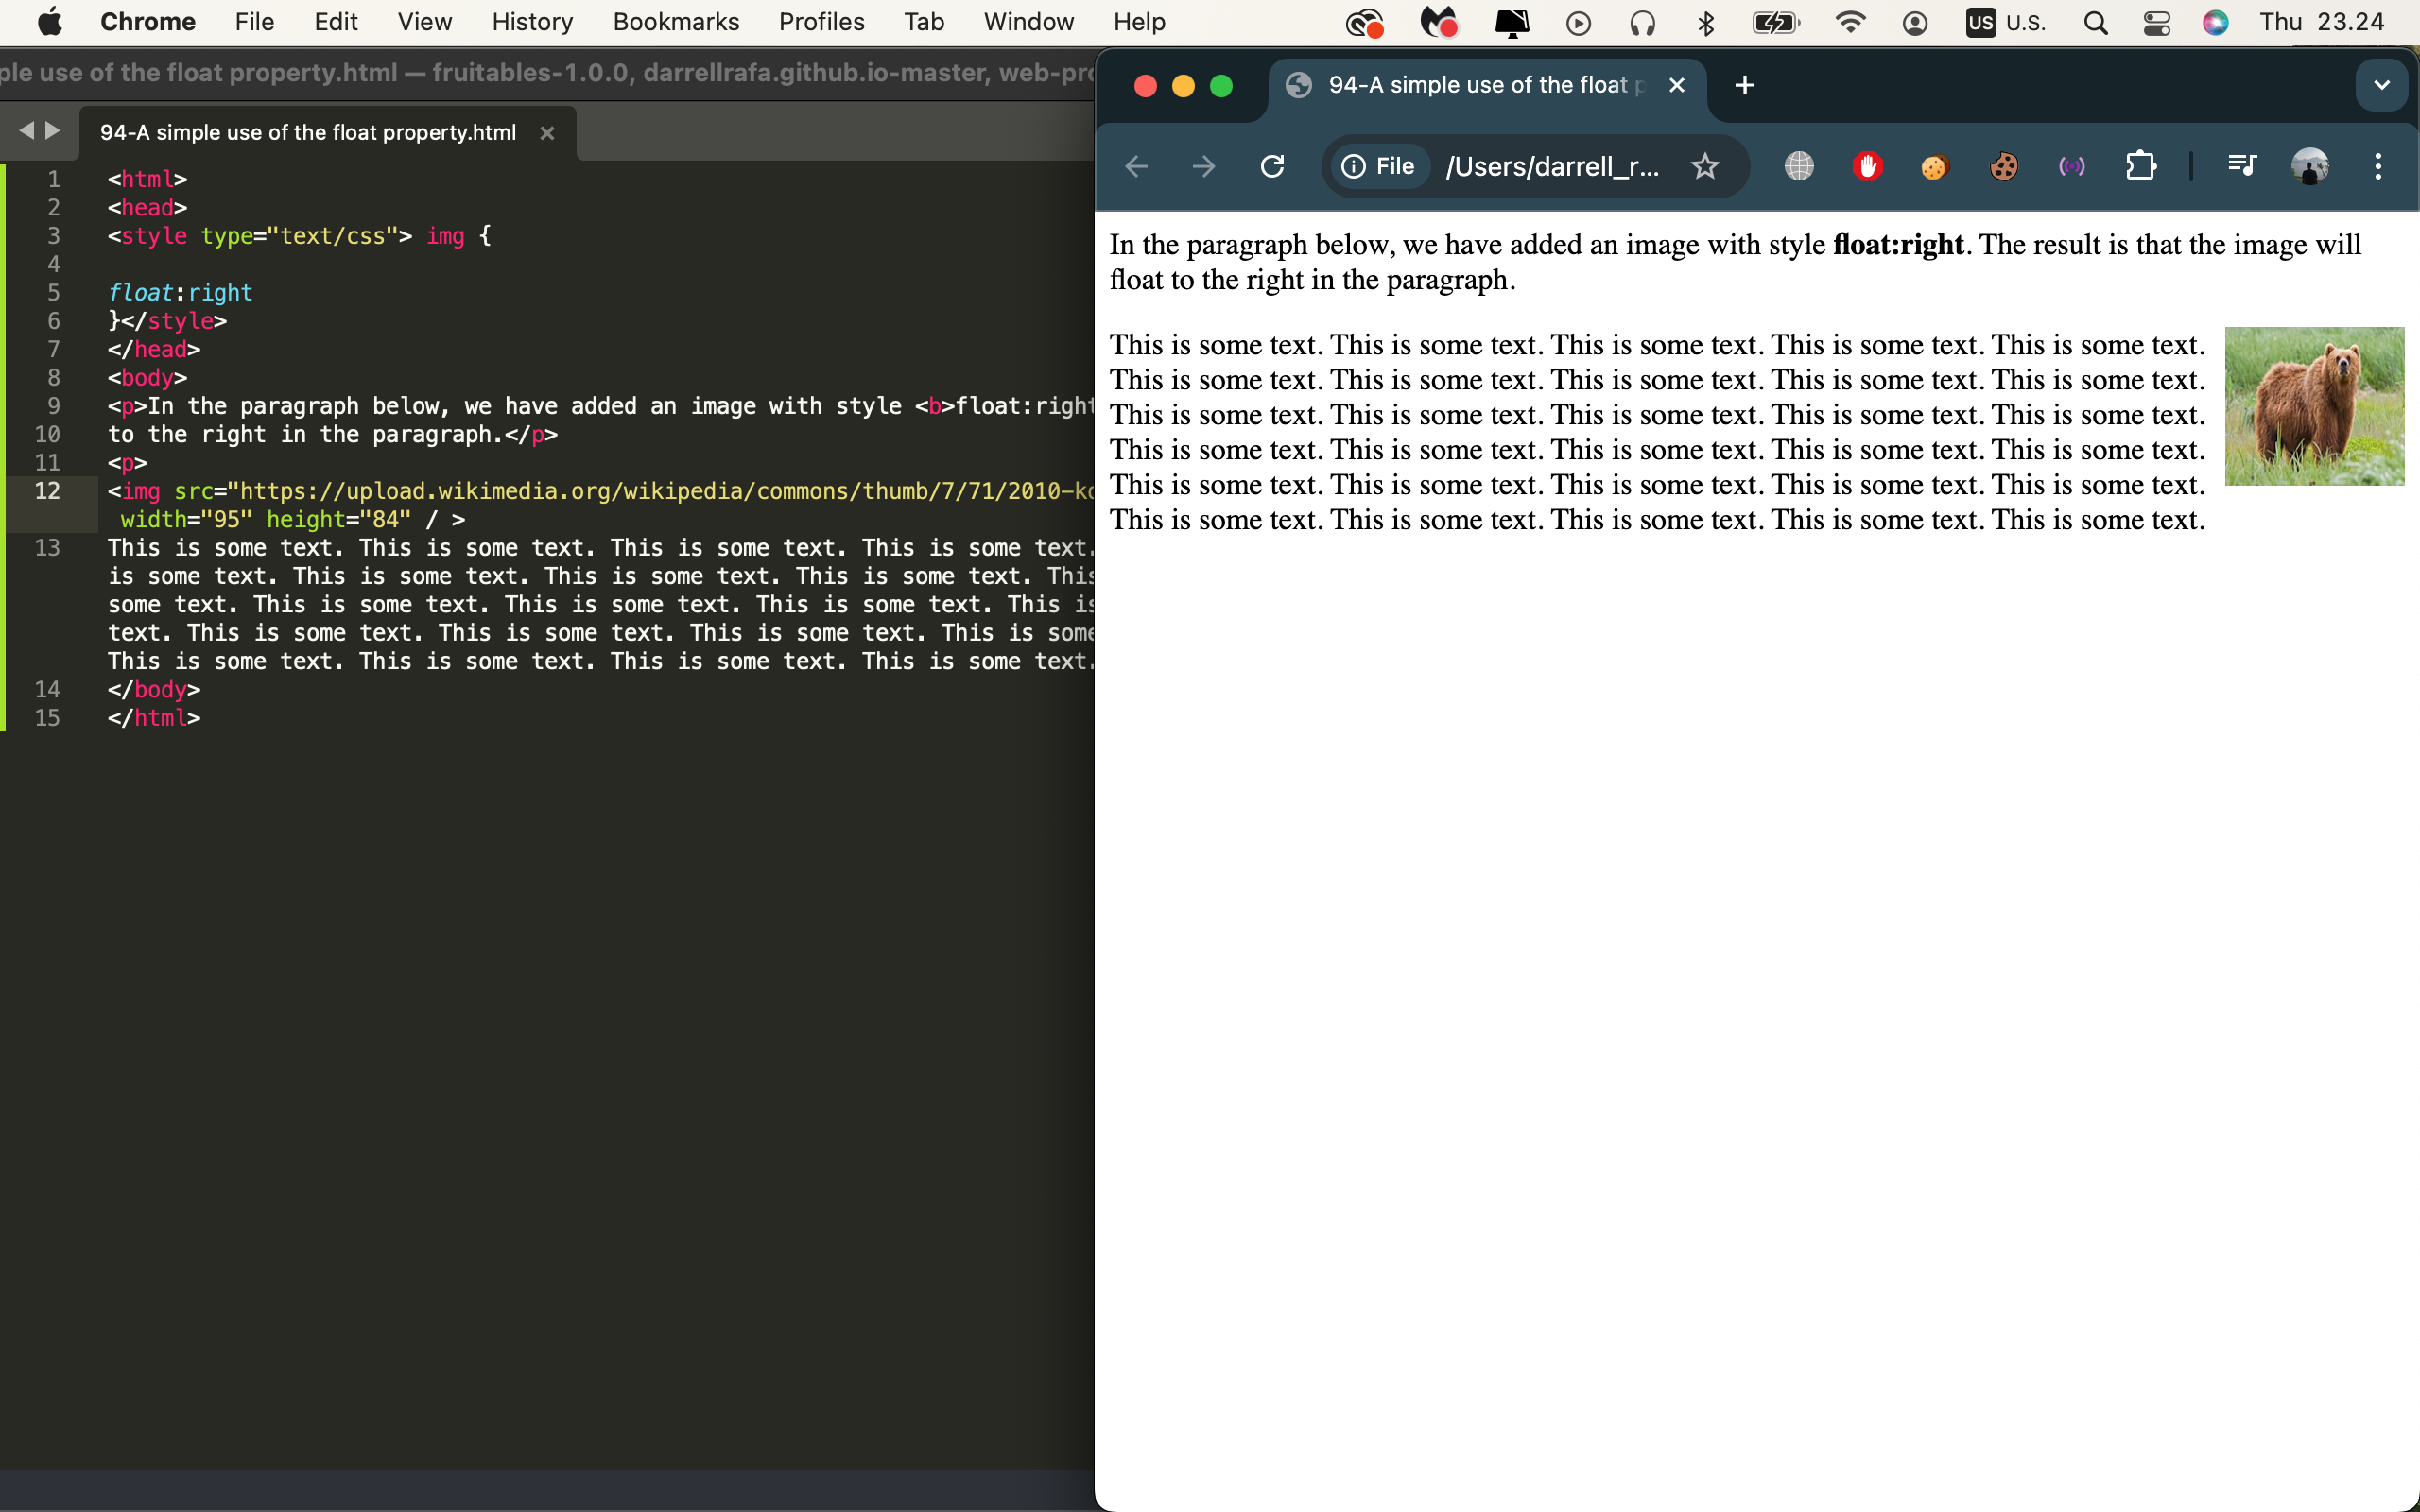 Chrome File Edit View History Bookmarks Profiles Tab Window Help US U.S. Thu 23.24
ple use of the float property.html — fruitables-1.0.0, darrellrafa.github.io-master,
94-A simple use of the float property.html ×
1 <html>
2 <head>
3 <style type="text/css"> img {
4
5 float:right
6 }</style>
7 </head>
8 <body>
9 <p>In the paragraph below, we have added an image with style <b>float:right
10 to the right in the paragraph.</p>
11 <p>
12 <img src="https://upload.wikimedia.org/wikipedia/commons/thumb/7/71/2010-
width="95" height="84" / >
13 This is some text. This is some text. This is some text. This is some text.
is some text. This is some text. This is some text. This is some text. This
some text. This is some text. This is some text. This is some text. This is
text. This is some text. This is some text. This is some text. This is some
This is some text. This is some text. This is some text. This is some text.
14 </body>
15 </html>
94-A simple use of the float
File /Users/darrell_r...
In the paragraph below, we have added an image with style float:right. The result is that the image will
float to the right in the paragraph.
This is some text. This is some text. This is some text. This is some text. This is some text.
This is some text. This is some text. This is some text. This is some text. This is some text.
This is some text. This is some text. This is some text. This is some text. This is some text.
This is some text. This is some text. This is some text. This is some text. This is some text.
This is some text. This is some text. This is some text. This is some text. This is some text.
This is some text. This is some text. This is some text. This is some text. This is some text.